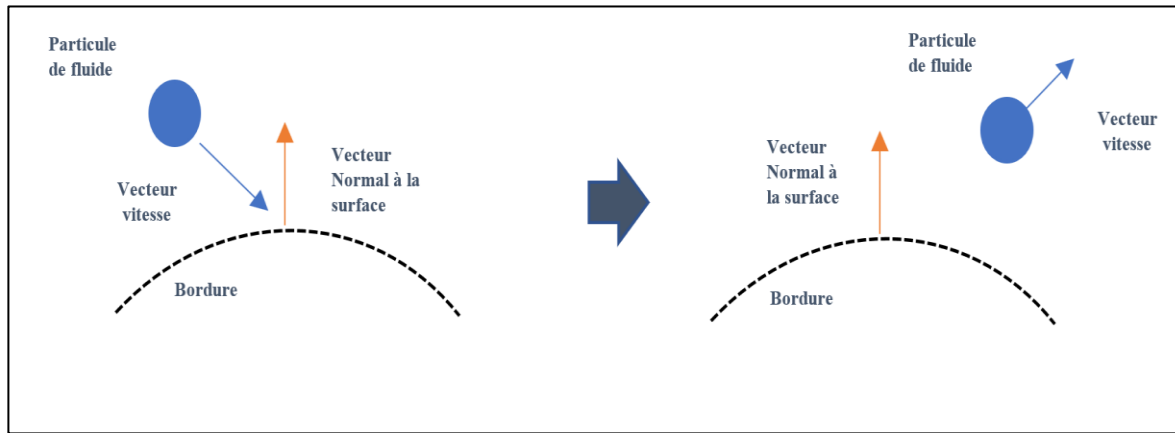 Particule
de fluide
Vecteur
vitesse
Vecteur
Normal à la
surface
Bordure
Particule
de fluide
Vecteur
vitesse
Vecteur
Normal à
la surface
Bordure